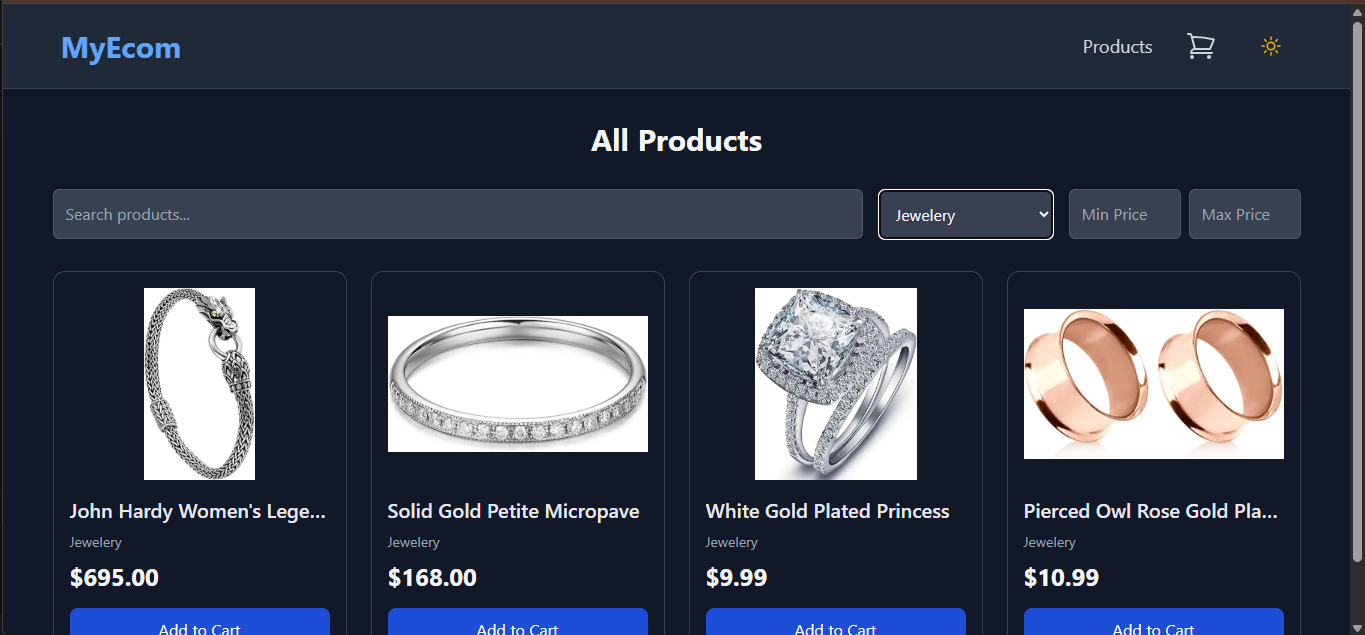 MyEcom
Products
All Products
Search products...
Jewelery
Min Price
Max Price
John Hardy Women's Lege...
Jewelery
$695.00
Add to Cart
Solid Gold Petite Micropave
Jewelery
$168.00
Add to Cart
White Gold Plated Princess
Jewelery
$9.99
Add to Cart
Pierced Owl Rose Gold Pla...
Jewelery
$10.99
Add to Cart